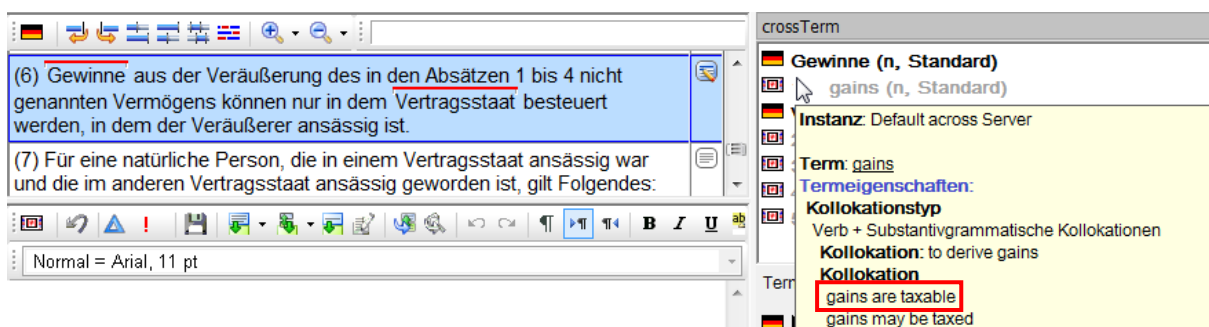 (6) Gewinne aus der Veräußerung des in den Absätzen 1 bis 4 nicht
genannten Vermögens können nur in dem Vertragsstaat besteuert
werden, in dem der Veräußerer ansässig ist.
(7) Für eine natürliche Person, die in einem Vertragsstaat ansässig war
und die im anderen Vertragsstaat ansässig geworden ist, gilt Folgendes:
B I U ab
Normal = Arial, 11 pt
crossTerm
Gewinne (n, Standard)
gains (n, Standard)
Instanz: Default across Server
Term: gains
Termeigenschaften:
Kollokationstyp
Verb + Substantivgrammatische Kollokationen
Kollokation: to derive gains
Kollokation
gains are taxable
gains may be taxed
Tern